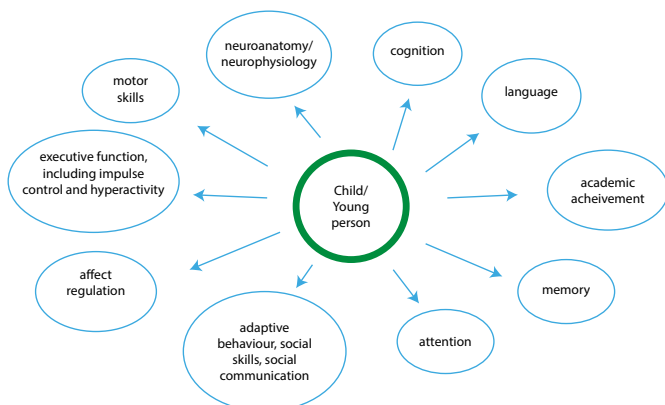 neuroanatomy/
neurophysiology
cognition
motor
skills
language
executive function,
including impulse
control and hyperactivity
Child/
Young
person
academic
acheivement
affect
regulation
memory
adaptive
behaviour, social
skills, social
communication
attention